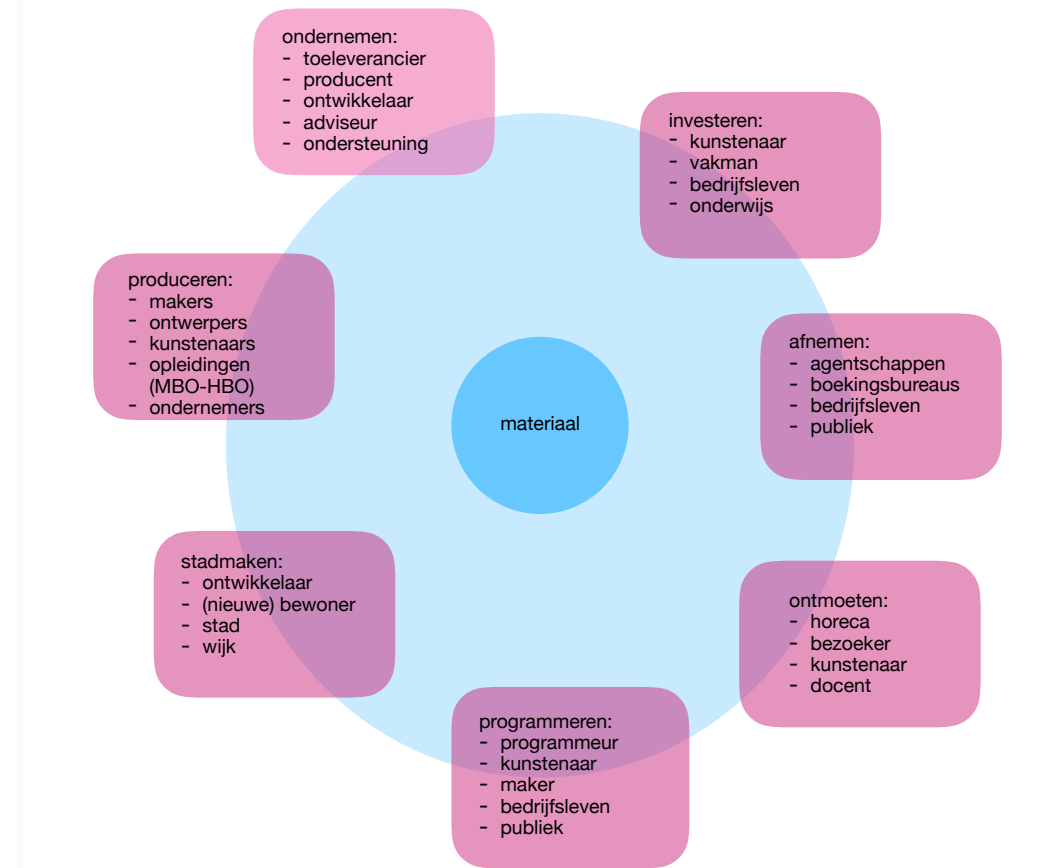 ondernemen:
- toeleverancier
- producent
- ontwikkelaar
- adviseur
- ondersteuning
investeren:
- kunstenaar
- vakman
- bedrijfsleven
- onderwijs
produceren:
- makers
- ontwerpers
- kunstenaars
- opleidingen
(MBO-HBO)
- ondernemers
afnemen:
- agentschappen
- boekingsbureaus
- bedrijfsleven
- publiek
materiaal
stadmaken:
- ontwikkelaar
- (nieuwe) bewoner
- stad
- wijk
ontmoeten:
- horeca
- bezoeker
- kunstenaar
- docent
programmeren:
- programmeur
- kunstenaar
- maker
- bedrijfsleven
- publiek